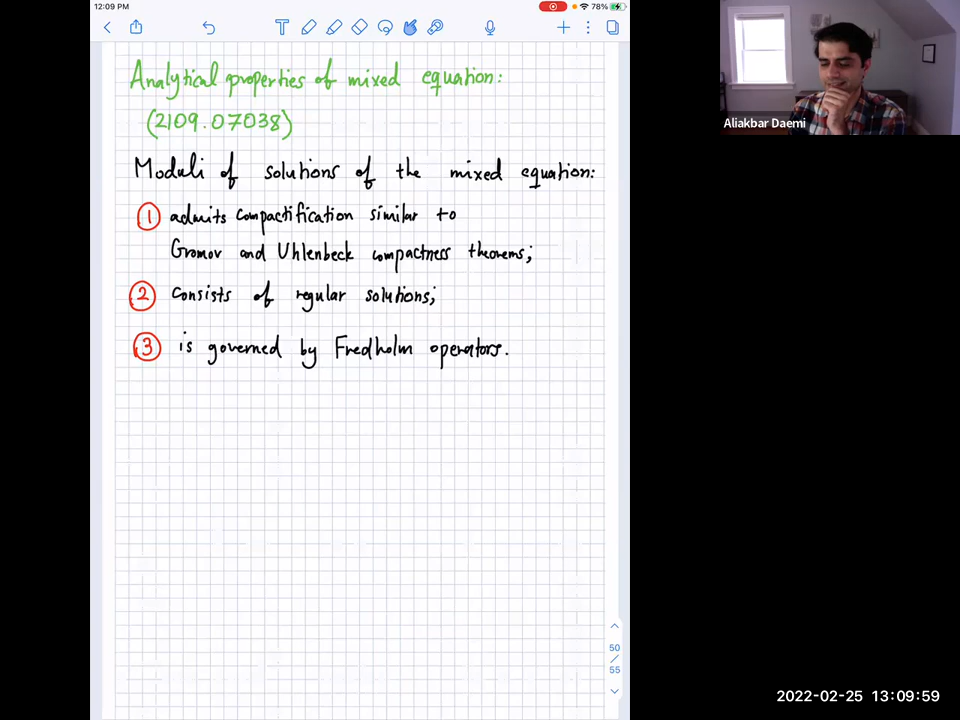 12:09 PM
78%
Analytical properties of mixed equation:
(2109.07038)
Moduli of solutions of the mixed equation:
1 admits compactification similar to
Gromov and Uhlenbeck compactness theorems;
2 consists of regular solutions;
3 is governed by Fredholm operators.
50
/
55
Aliakbar Daemi
2022-02-25 13:09:59